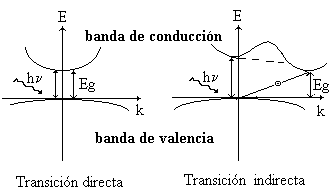 E
E
banda de conducción
hν
Eg
k
hν
Eg
k
banda de valencia
Transición directa
Transición indirecta